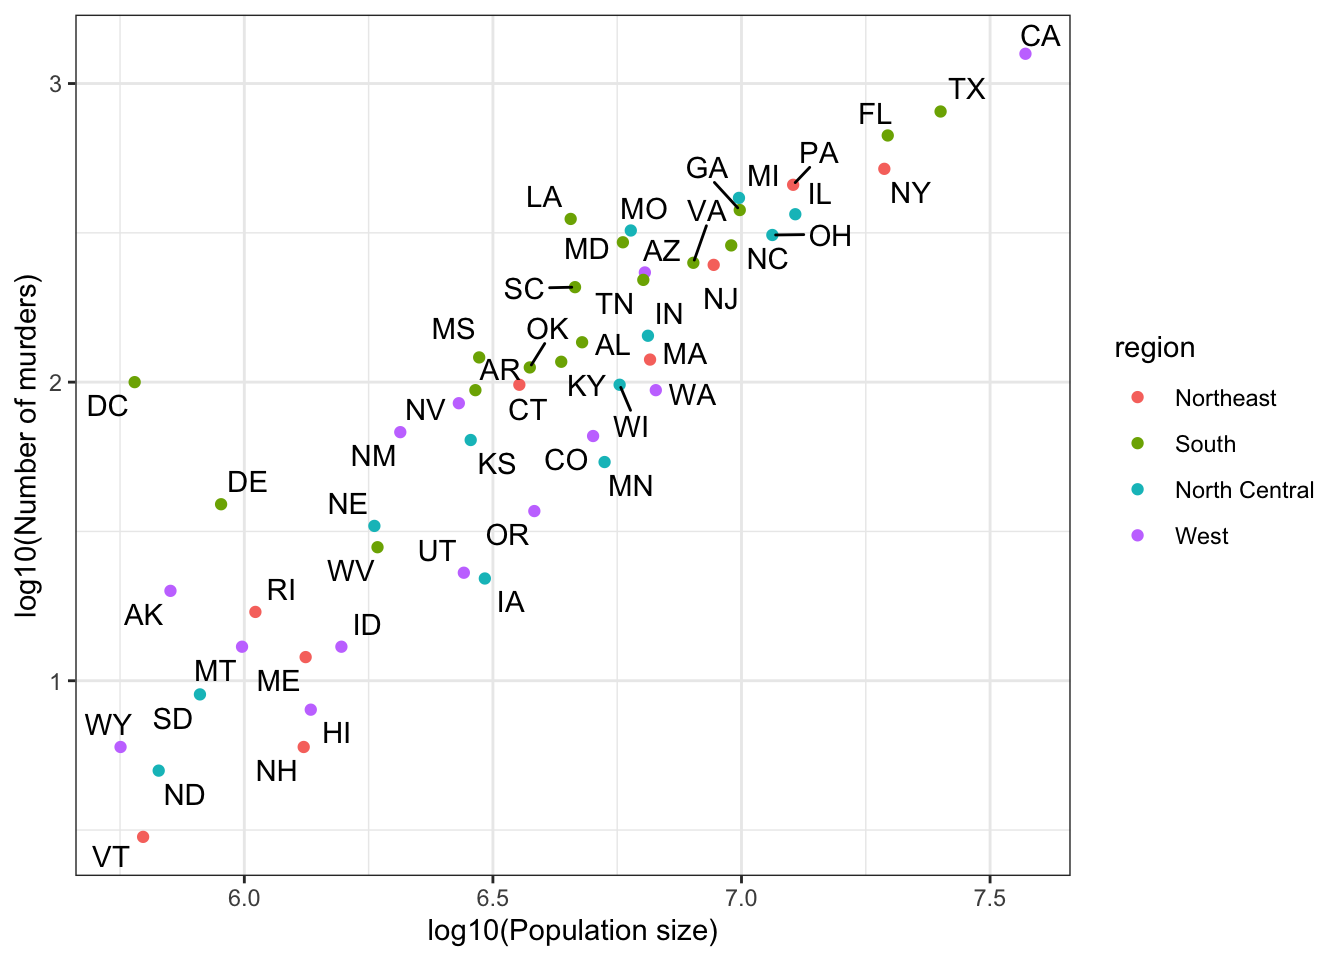 CA
TX
FL
NY
PA
GA
MI
IL
LA
MO
VA
OH
MD
AZ
NC
SC
TN
NJ
IN
MS
OK
AL
MA
AR
KY
WA
DC
NV
CT
WI
NM
KS
CO
MN
DE
NE
OR
UT
WV
IA
AK
RI
ID
MT
ME
WY
SD
HI
NH
ND
VT
3
2
1
6.0
6.5
7.0
7.5
log10(Population size)
log10(Number of murders)
region
Northeast
South
North Central
West